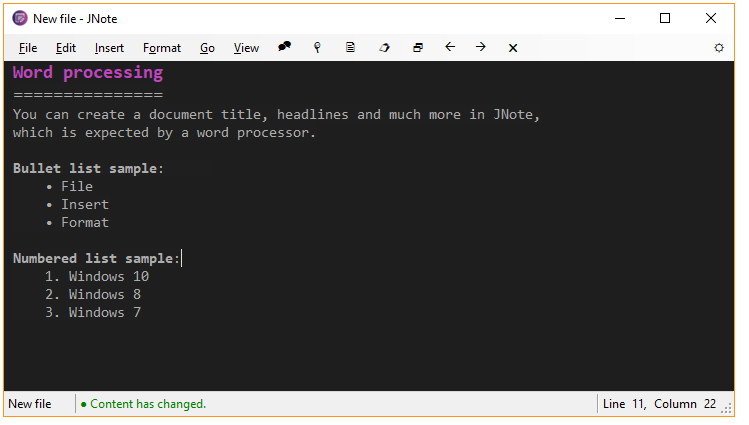 New file - JNote
File Edit Insert Format Go View
Word processing
===============
You can create a document title, headlines and much more in JNote,
which is expected by a word processor.
Bullet list sample:
• File
• Insert
• Format
Numbered list sample:
1. Windows 10
2. Windows 8
3. Windows 7
New file ● Content has changed. Line 11, Column 22